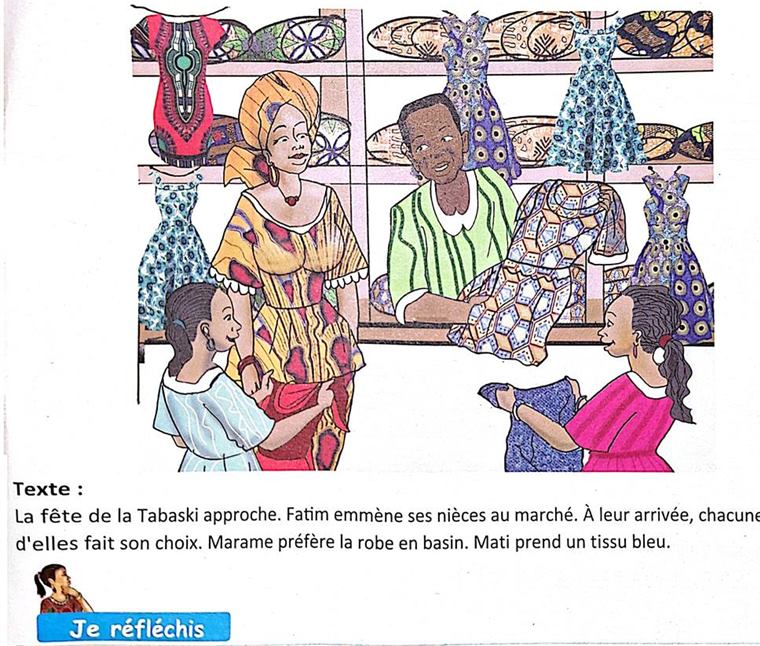 Texte :
La fête de la Tabaski approche. Fatim emmène ses nièces au marché. À leur arrivée, chacune
d'elles fait son choix. Marame préfère la robe en basin. Mati prend un tissu bleu.
Je réfléchis